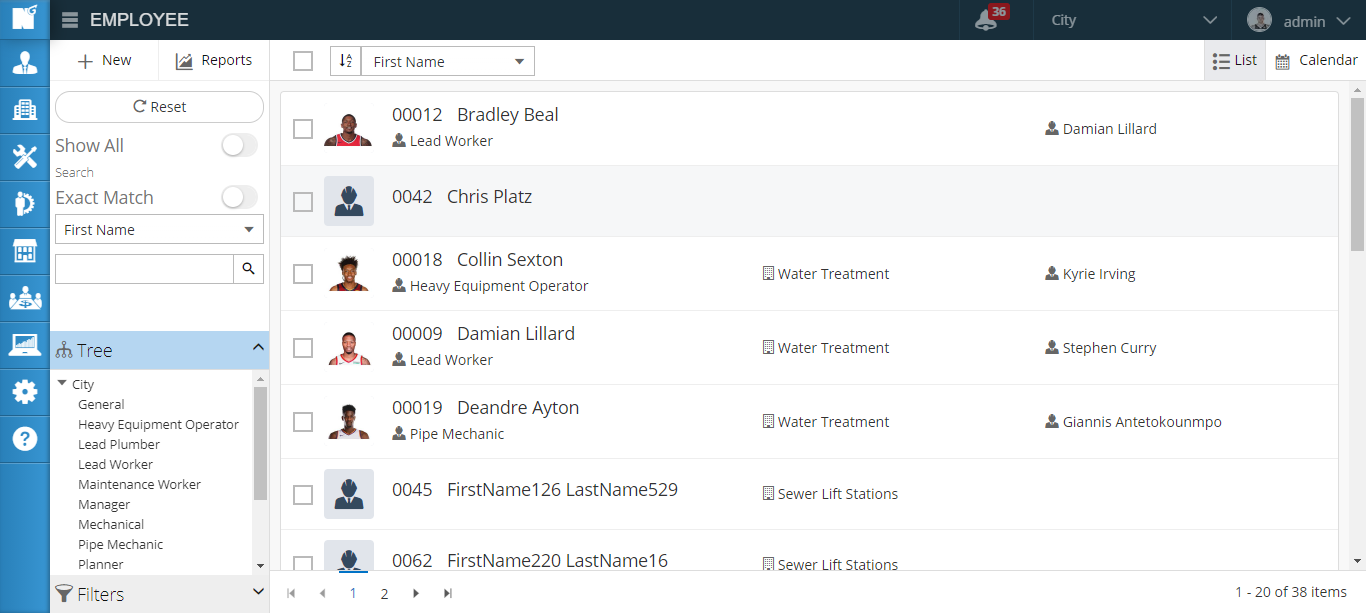 EMPLOYEE
36
City
admin
New
Reports
First Name
List
Calendar
Reset
Show All
Search
Exact Match
First Name
Tree
City
General
Heavy Equipment Operator
Lead Plumber
Lead Worker
Maintenance Worker
Manager
Mechanical
Pipe Mechanic
Planner
Filters
00012 Bradley Beal
Lead Worker
Damian Lillard
0042 Chris Platz
00018 Collin Sexton
Heavy Equipment Operator
Water Treatment
Kyrie Irving
00009 Damian Lillard
Lead Worker
Water Treatment
Stephen Curry
00019 Deandre Ayton
Pipe Mechanic
Water Treatment
Giannis Antetokounmpo
0045 FirstName126 LastName529
Sewer Lift Stations
0062 FirstName220 LastName16
Sewer Lift Stations
1 2
1 - 20 of 38 items